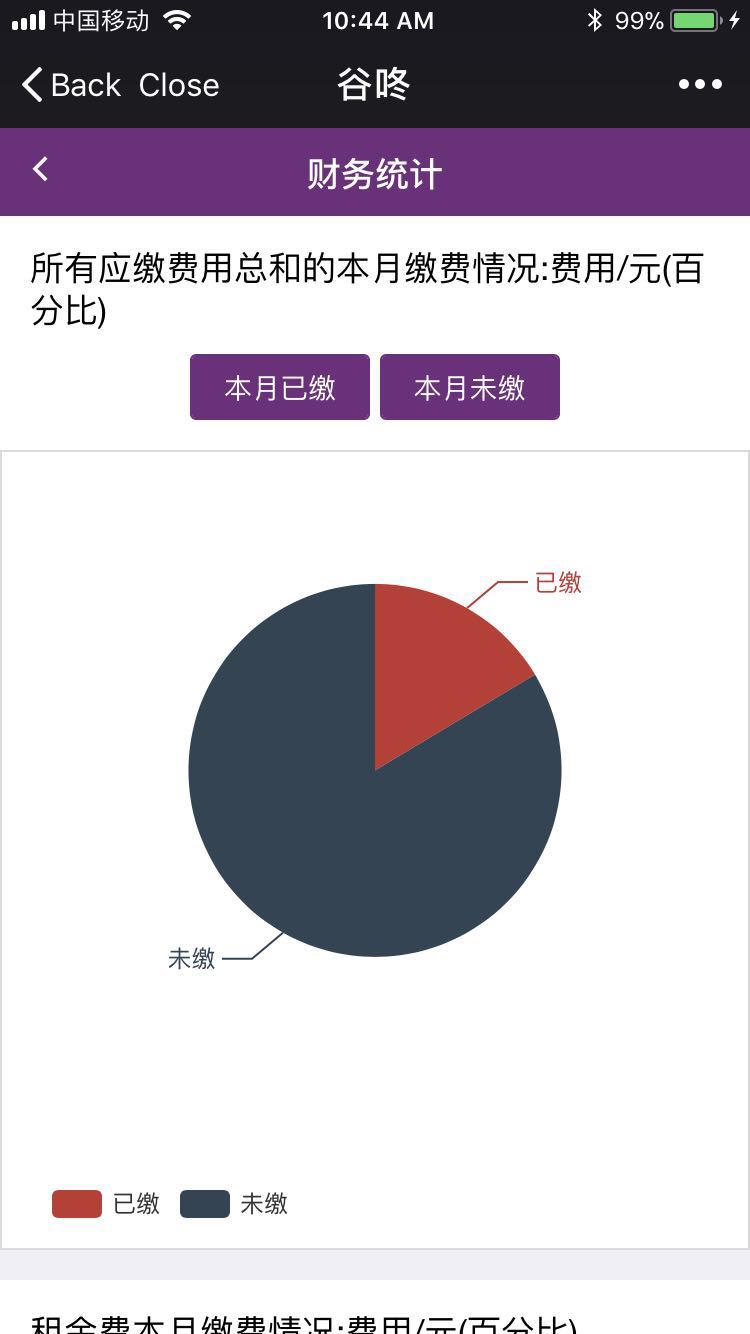 中国移动 10:44 AM 99%
Back Close 谷咚
财务统计
所有应缴费用总和的本月缴费情况:费用/元(百
分比)
本月已缴 本月未缴
已缴
未缴
已缴 未缴
租金费本月缴费情况:费用/元(百分比)